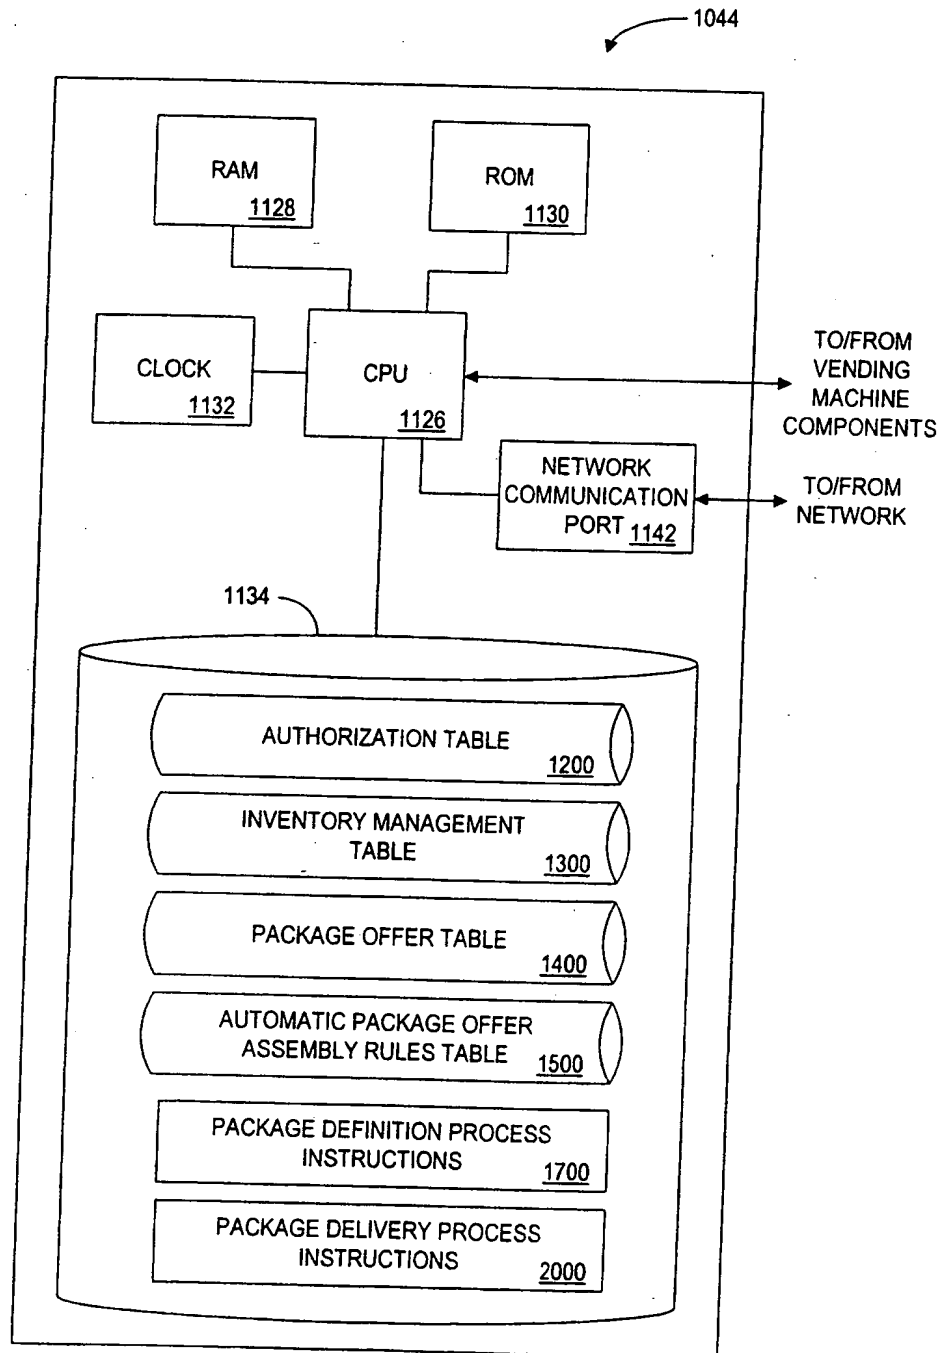 1044
RAM
1128
ROM
1130
CLOCK
1132
CPU
1126
TO/FROM
VENDING
MACHINE
COMPONENTS
NETWORK
COMMUNICATION
PORT 1142
TO/FROM
NETWORK
1134
AUTHORIZATION TABLE
1200
INVENTORY MANAGEMENT
TABLE
1300
PACKAGE OFFER TABLE
1400
AUTOMATIC PACKAGE OFFER
ASSEMBLY RULES TABLE
1500
PACKAGE DEFINITION PROCESS
INSTRUCTIONS
1700
PACKAGE DELIVERY PROCESS
INSTRUCTIONS
2000